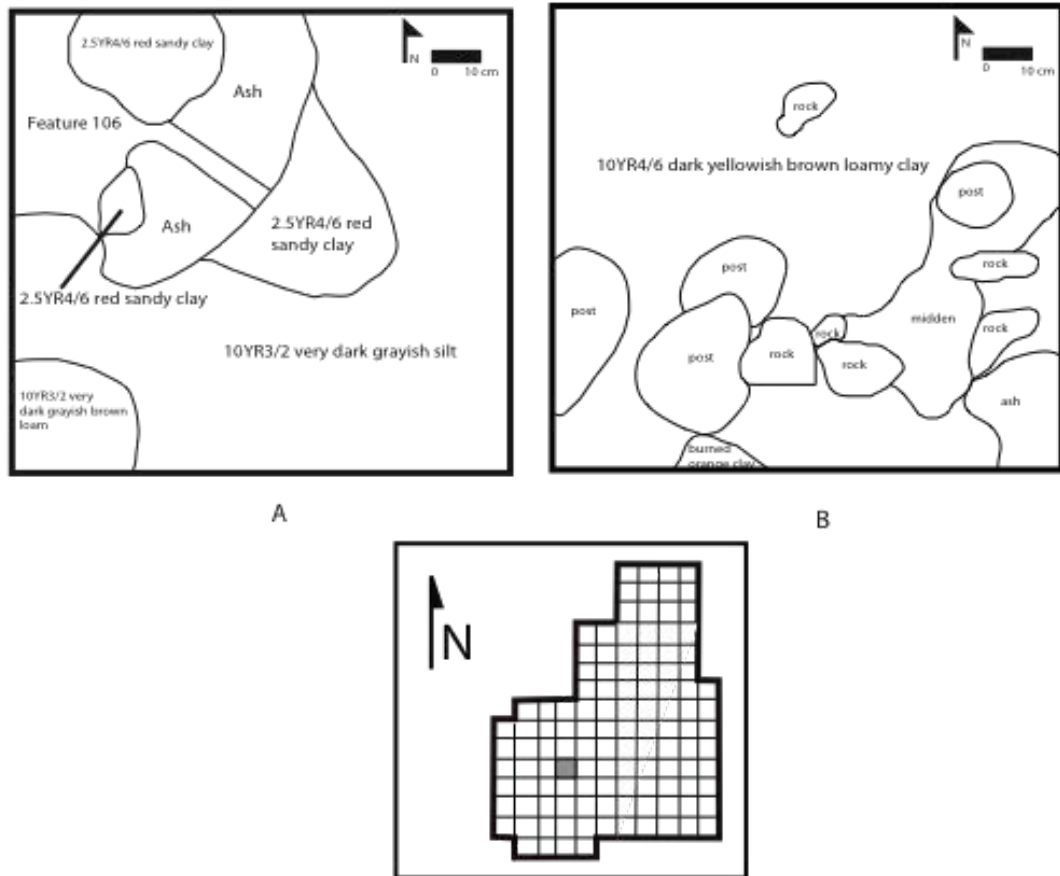 2.5YR4/6 red sandy clay
N
0 10 cm
Ash
Feature 106
Ash
2.5YR4/6 red
sandy clay
2.5YR4/6 red sandy clay
10YR3/2 very dark grayish silt
10YR3/2 very
dark grayish brown
loam
A
N
0 10 cm
rock
10YR4/6 dark yellowish brown loamy clay
post
rock
post
post
midden
rock
rock
post
rock
rock
ash
burned
orange clay
B
N